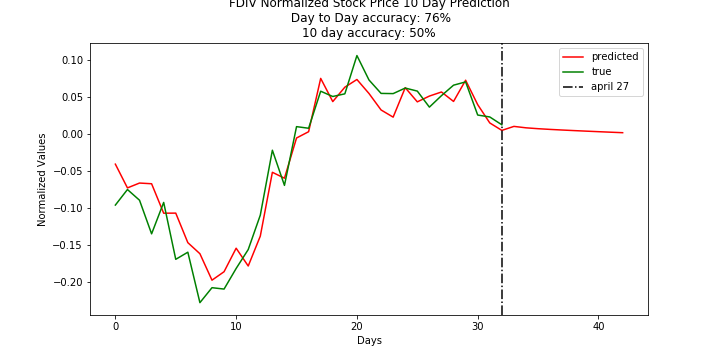 FDIV Normalized Stock Price 10 Day Prediction
Day to Day accuracy: 76%
10 day accuracy: 50%
predicted
true
april 27
Normalized Values
0.10
0.05
0.00
−0.05
−0.10
−0.15
−0.20
0 10 20 30 40
Days